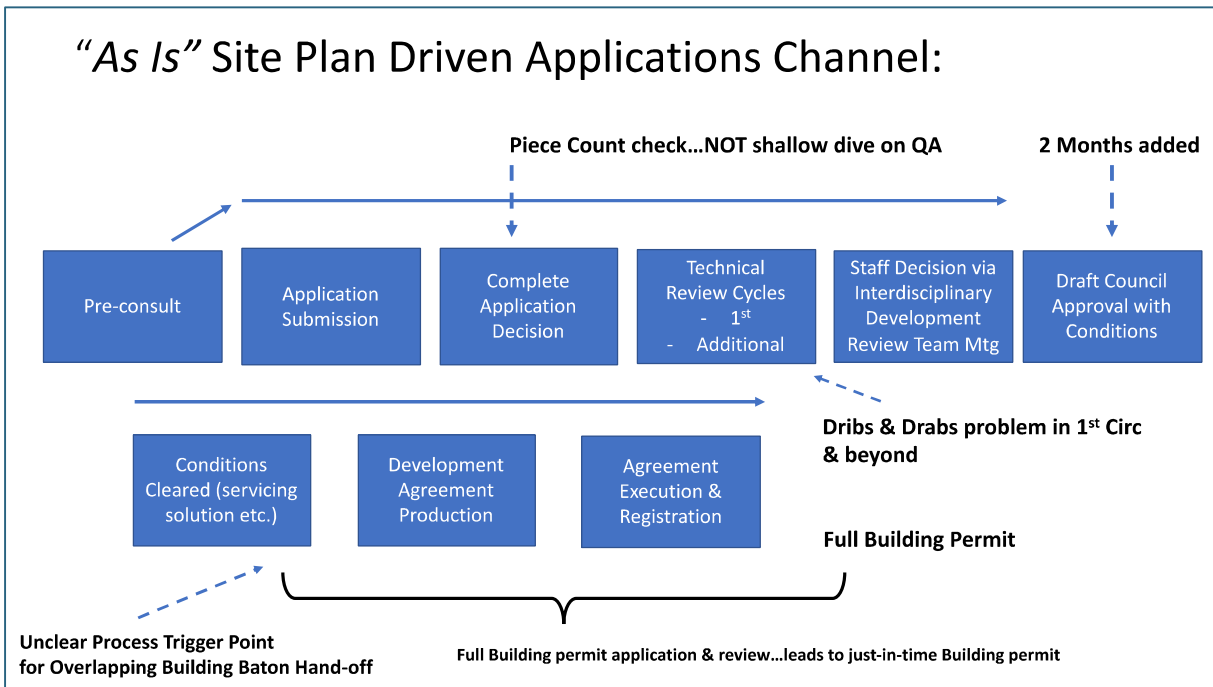 “As Is” Site Plan Driven Applications Channel:
Piece Count check...NOT shallow dive on QA
2 Months added
Pre-consult
Application
Submission
Complete
Application
Decision
Technical
Review Cycles
- 1st
- Additional
Staff Decision via
Interdisciplinary
Development
Review Team Mtg
Draft Council
Approval with
Conditions
Dribs & Drabs problem in 1st Circ
& beyond
Conditions
Cleared (servicing
solution etc.)
Development
Agreement
Production
Agreement
Execution &
Registration
Full Building Permit
Unclear Process Trigger Point
for Overlapping Building Baton Hand-off
Full Building permit application & review...leads to just-in-time Building permit